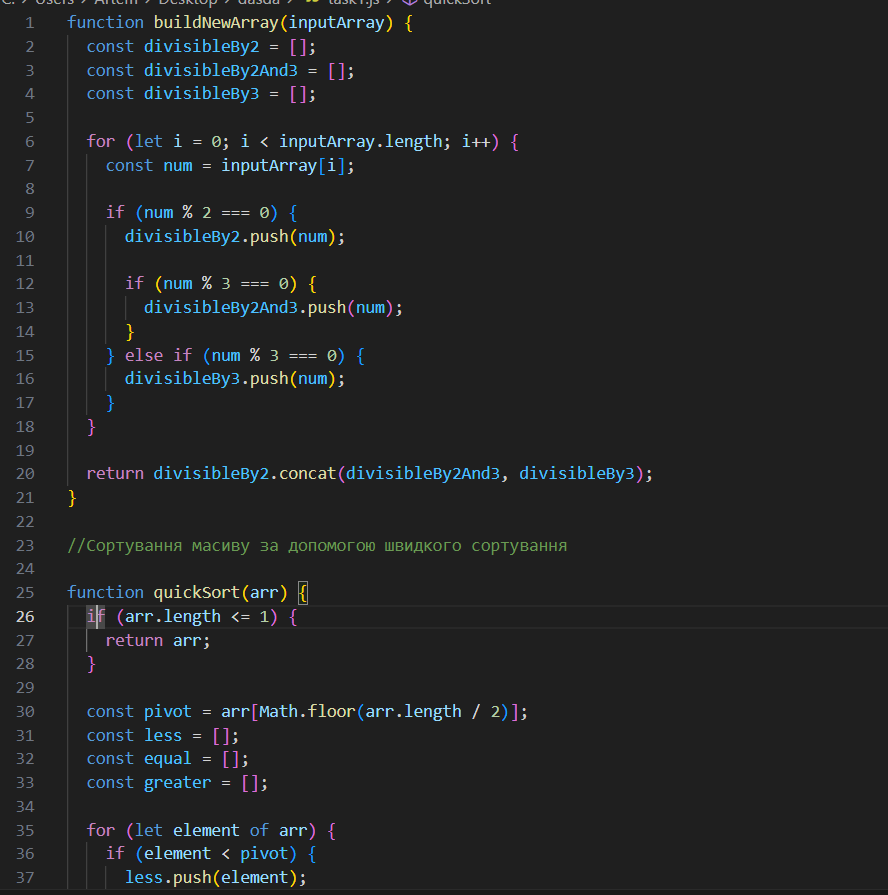 C: > Users > Artem > Desktop > dasda > task1.js > quickSort
1 function buildNewArray(inputArray) {
2 const divisibleBy2 = [];
3 const divisibleBy2And3 = [];
4 const divisibleBy3 = [];
5
6 for (let i = 0; i < inputArray.length; i++) {
7 const num = inputArray[i];
8
9 if (num % 2 === 0) {
10 divisibleBy2.push(num);
11
12 if (num % 3 === 0) {
13 divisibleBy2And3.push(num);
14 }
15 } else if (num % 3 === 0) {
16 divisibleBy3.push(num);
17 }
18 }
19
20 return divisibleBy2.concat(divisibleBy2And3, divisibleBy3);
21 }
22
23 //Сортування масиву за допомогою швидкого сортування
24
25 function quickSort(arr) {
26 if (arr.length <= 1) {
27 return arr;
28 }
29
30 const pivot = arr[Math.floor(arr.length / 2)];
31 const less = [];
32 const equal = [];
33 const greater = [];
34
35 for (let element of arr) {
36 if (element < pivot) {
37 less.push(element);